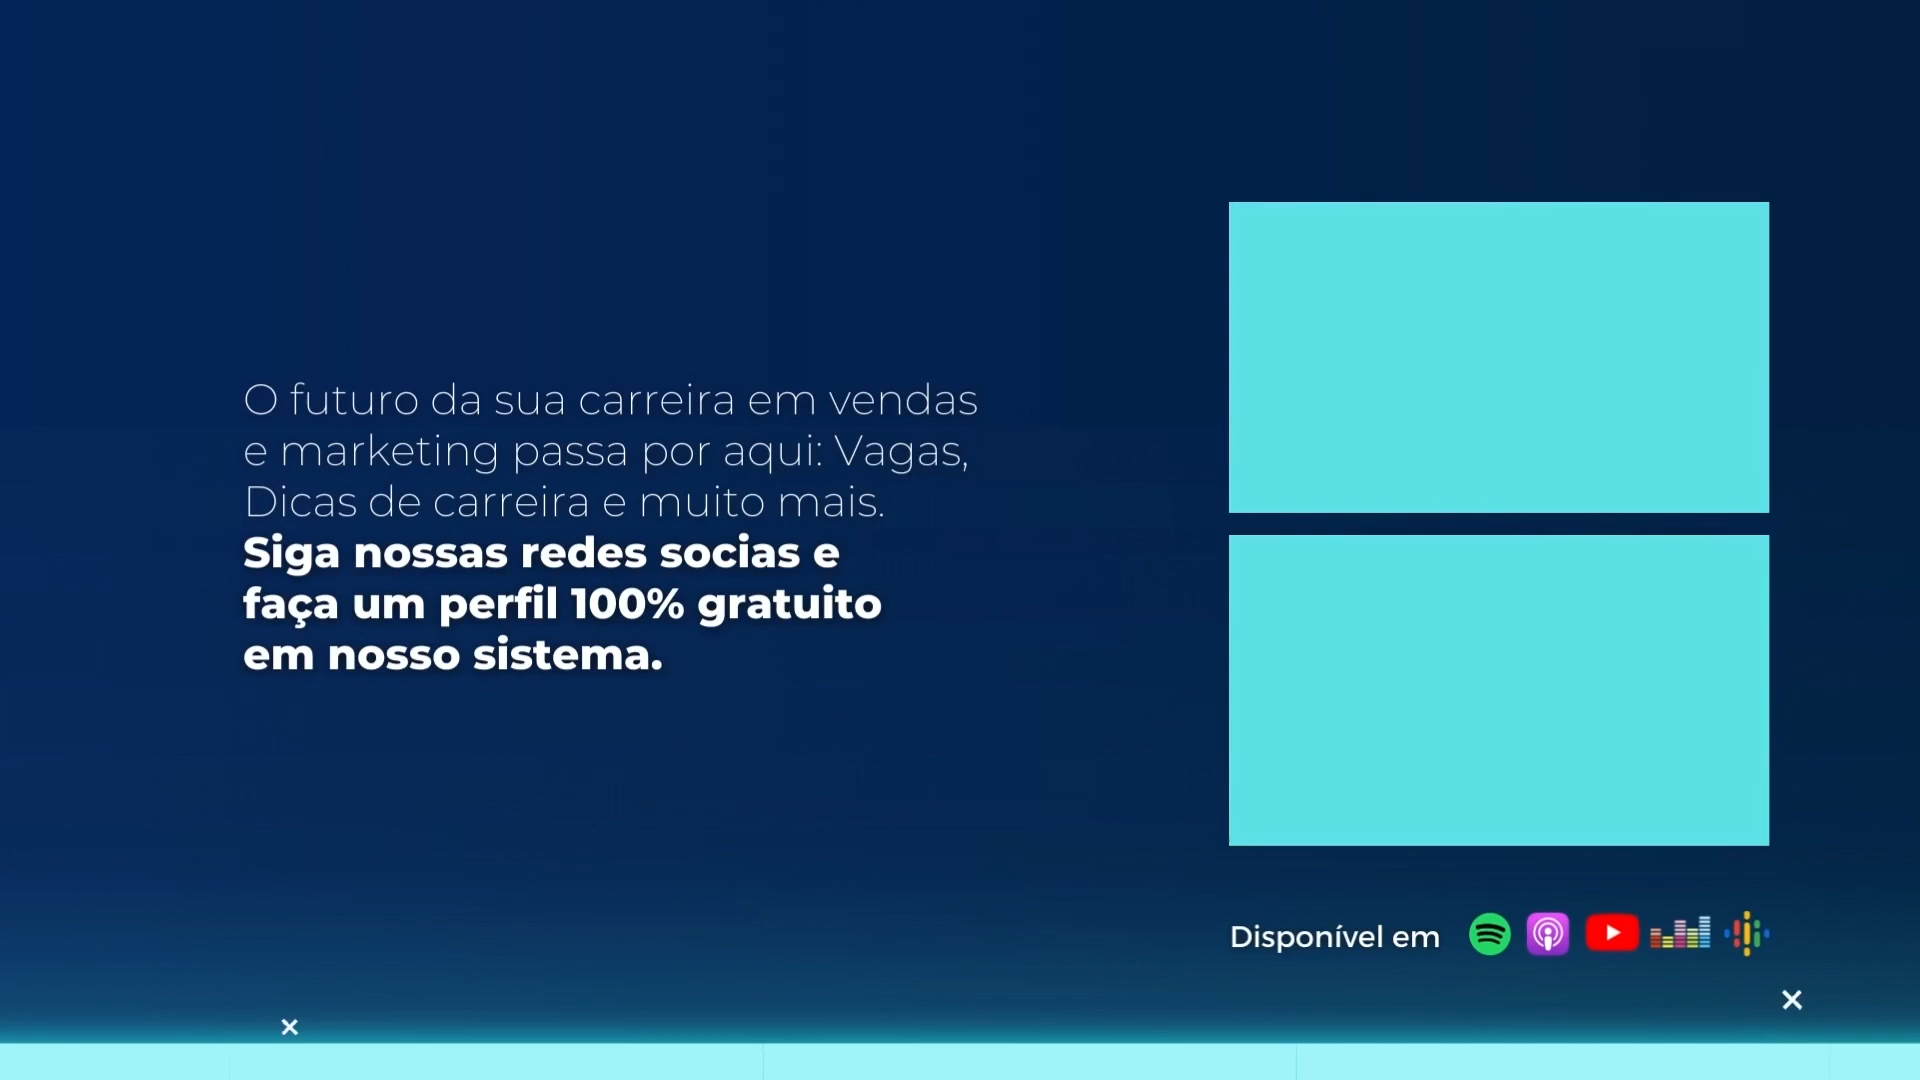 O futuro da sua carreira em vendas
e marketing passa por aqui: Vagas,
Dicas de carreira e muito mais.
Siga nossas redes socias e
faça um perfil 100% gratuito
em nosso sistema.
Disponível em